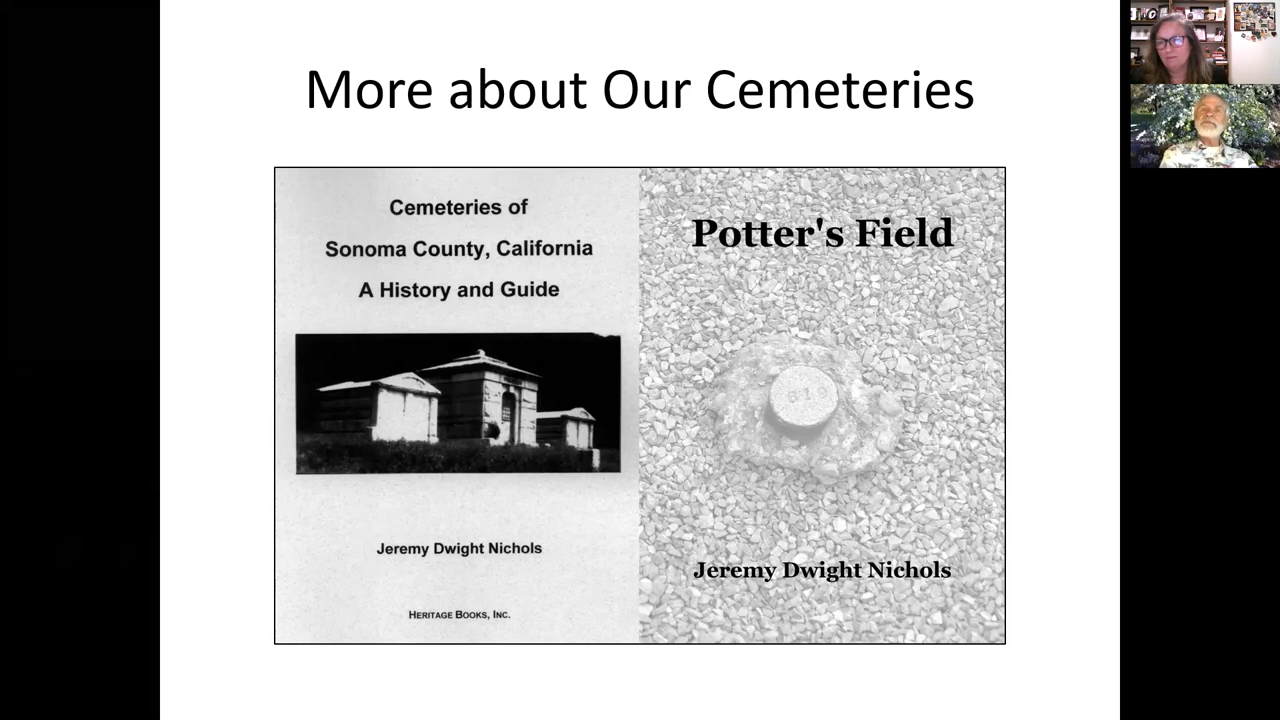 More about Our Cemeteries
Cemeteries of
Sonoma County, California
A History and Guide
Jeremy Dwight Nichols
HERITAGE BOOKS, INC.
Potter's Field
Jeremy Dwight Nichols